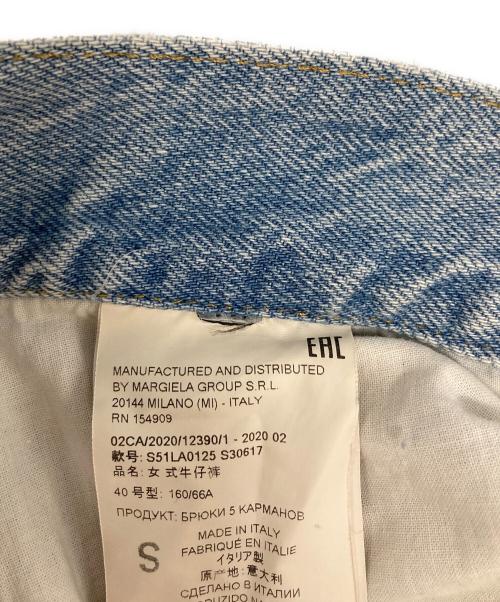 EAC
MANUFACTURED AND DISTRIBUTED
BY MARGIELA GROUP S.R.L.
20144 MILANO (MI) - ITALY
RN 154909
02CA/2020/12390/1 - 2020 02
款号: S51LA0125 S30617
品名: 女 式牛仔裤
40 号型: 160/66A
ПРОДУКТ: БРЮКИ 5 КАРМАНОВ
S
MADE IN ITALY
FABRIQUÉ EN ITALIE
イタリア製
原产地: 意大利
СДЕЛАНО В ИТАЛИИ
PRODUZIDO NA